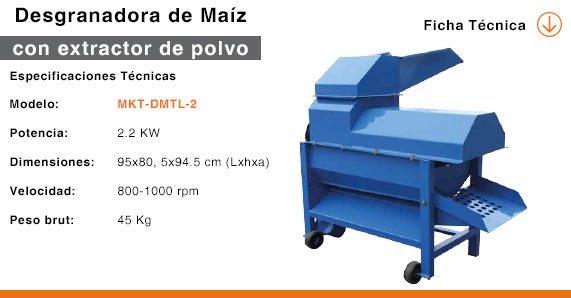 Desgranadora de Maíz
con extractor de polvo
Ficha Técnica
Especificaciones Técnicas
Modelo: MKT-DMTL-2
Potencia: 2.2 KW
Dimensiones: 95x80, 5x94.5 cm (Lxhxa)
Velocidad: 800-1000 rpm
Peso brut: 45 Kg